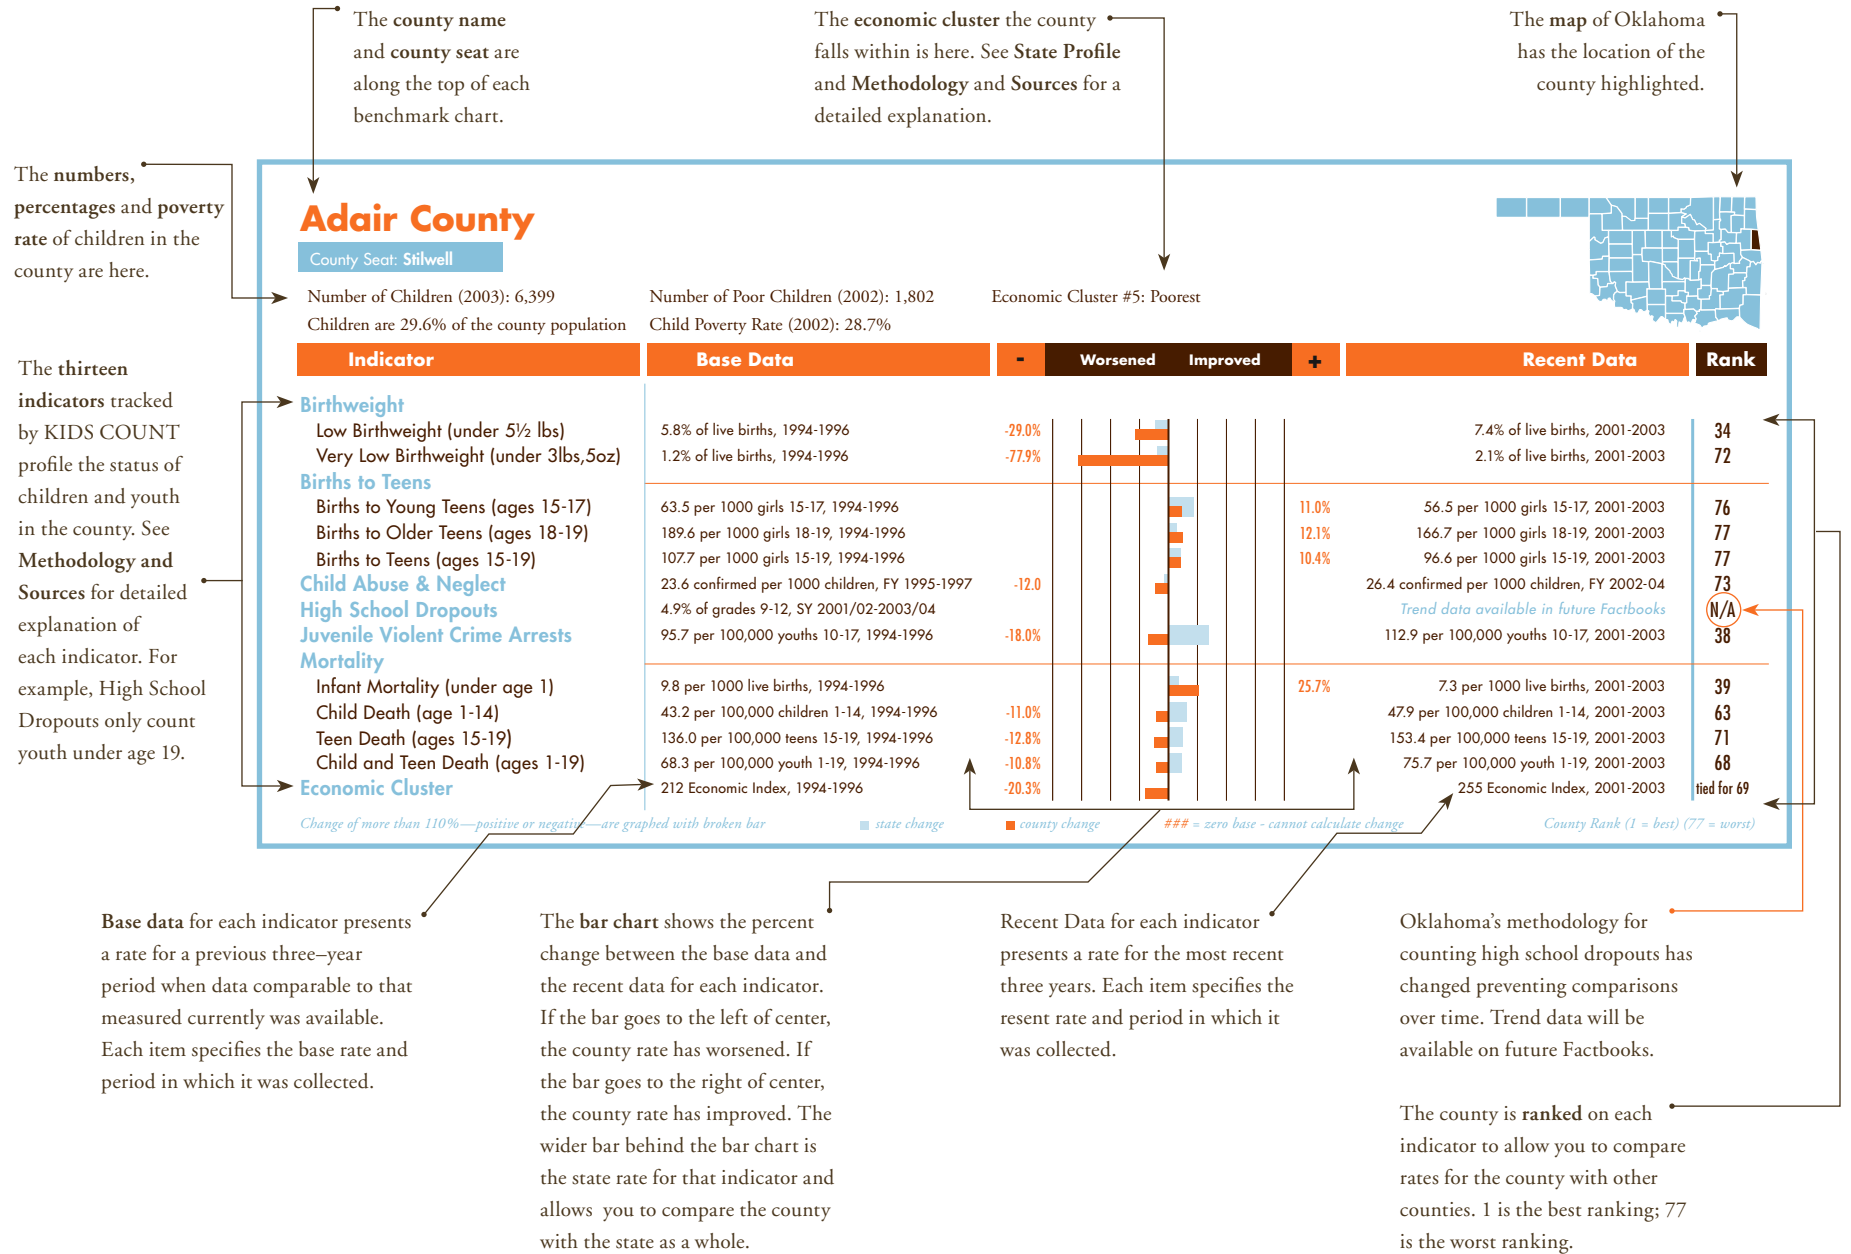 The county name
and county seat are
along the top of each
benchmark chart.
The economic cluster the county
falls within is here. See State Profile
and Methodology and Sources for a
detailed explanation.
The map of Oklahoma
has the location of the
county highlighted.
The numbers,
percentages and poverty
rate of children in the
county are here.
Adair County
County Seat: Stilwell
Number of Children (2003): 6,399
Children are 29.6% of the county population
Number of Poor Children (2002): 1,802
Child Poverty Rate (2002): 28.7%
Economic Cluster #5: Poorest
The thirteen
indicators tracked
by KIDS COUNT
profile the status of
children and youth
in the county. See
Methodology and
Sources for detailed
explanation of
each indicator. For
example, High School
Dropouts only count
youth under age 19.
Indicator Base Data - Worsened Improved + Recent Data Rank
Birthweight
Low Birthweight (under 5½ lbs) 5.8% of live births, 1994-1996 -29.0% 7.4% of live births, 2001-2003 34
Very Low Birthweight (under 3lbs,5oz) 1.2% of live births, 1994-1996 -77.9% 2.1% of live births, 2001-2003 72
Births to Teens
Births to Young Teens (ages 15-17) 63.5 per 1000 girls 15-17, 1994-1996 11.0% 56.5 per 1000 girls 15-17, 2001-2003 76
Births to Older Teens (ages 18-19) 189.6 per 1000 girls 18-19, 1994-1996 12.1% 166.7 per 1000 girls 18-19, 2001-2003 77
Births to Teens (ages 15-19) 107.7 per 1000 girls 15-19, 1994-1996 10.4% 96.6 per 1000 girls 15-19, 2001-2003 77
Child Abuse & Neglect 23.6 confirmed per 1000 children, FY 1995-1997 -12.0 26.4 confirmed per 1000 children, FY 2002-04 73
High School Dropouts 4.9% of grades 9-12, SY 2001/02-2003/04 Trend data available in future Factbooks N/A
Juvenile Violent Crime Arrests 95.7 per 100,000 youths 10-17, 1994-1996 -18.0% 112.9 per 100,000 youths 10-17, 2001-2003 38
Mortality
Infant Mortality (under age 1) 9.8 per 1000 live births, 1994-1996 25.7% 7.3 per 1000 live births, 2001-2003 39
Child Death (age 1-14) 43.2 per 100,000 children 1-14, 1994-1996 -11.0% 47.9 per 100,000 children 1-14, 2001-2003 63
Teen Death (ages 15-19) 136.0 per 100,000 teens 15-19, 1994-1996 -12.8% 153.4 per 100,000 teens 15-19, 2001-2003 71
Child and Teen Death (ages 1-19) 68.3 per 100,000 youth 1-19, 1994-1996 -10.8% 75.7 per 100,000 youth 1-19, 2001-2003 68
Economic Cluster 212 Economic Index, 1994-1996 -20.3% 255 Economic Index, 2001-2003 tied for 69
Change of more than 110%—positive or negative—are graphed with broken bar state change county change ### = zero base - cannot calculate change County Rank (1 = best) (77 = worst)
Base data for each indicator presents
a rate for a previous three–year
period when data comparable to that
measured currently was available.
Each item specifies the base rate and
period in which it was collected.
The bar chart shows the percent
change between the base data and
the recent data for each indicator.
If the bar goes to the left of center,
the county rate has worsened. If
the bar goes to the right of center,
the county rate has improved. The
wider bar behind the bar chart is
the state rate for that indicator and
allows you to compare the county
with the state as a whole.
Recent Data for each indicator
presents a rate for the most recent
three years. Each item specifies the
resent rate and period in which it
was collected.
Oklahoma's methodology for
counting high school dropouts has
changed preventing comparisons
over time. Trend data will be
available on future Factbooks.
The county is ranked on each
indicator to allow you to compare
rates for the county with other
counties. 1 is the best ranking; 77
is the worst ranking.